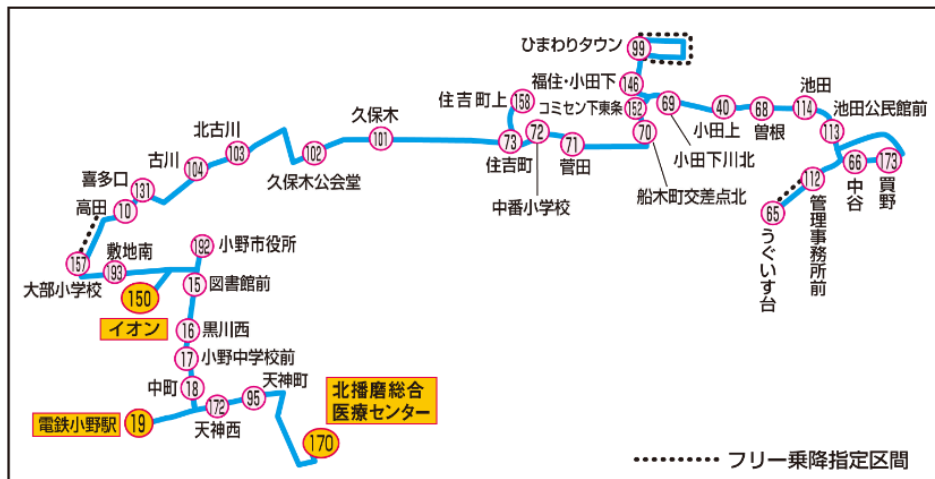 ひまわりタウン
99
福住・小田下
146
コミセン下東条
152
69
小田下川北
40
小田上
68
曽根
114
池田
113
池田公民館前
66
中谷
173
買野
112
管理事務所前
65
うぐいす台
70
船木町交差点北
71
菅田
72
中番小学校
73
住吉町
158
住吉町上
101
久保木
102
久保木公会堂
103
北古川
104
古川
131
喜多口
10
高田
157
大部小学校
193
敷地南
150
イオン
192
小野市役所
15
図書館前
16
黒川西
17
小野中学校前
18
中町
19
電鉄小野駅
172
天神西
95
天神町
170
北播磨総合
医療センター
フリー乗降指定区間